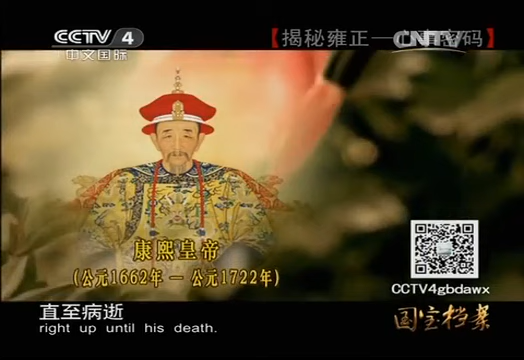 CCTV 4
中文国际
【揭秘雍正—
密码】
CNTV
康熙皇帝
(公元1662年 — 公元1722年)
CCTV4gbdawx
直至病逝
right up until his death.
国宝档案